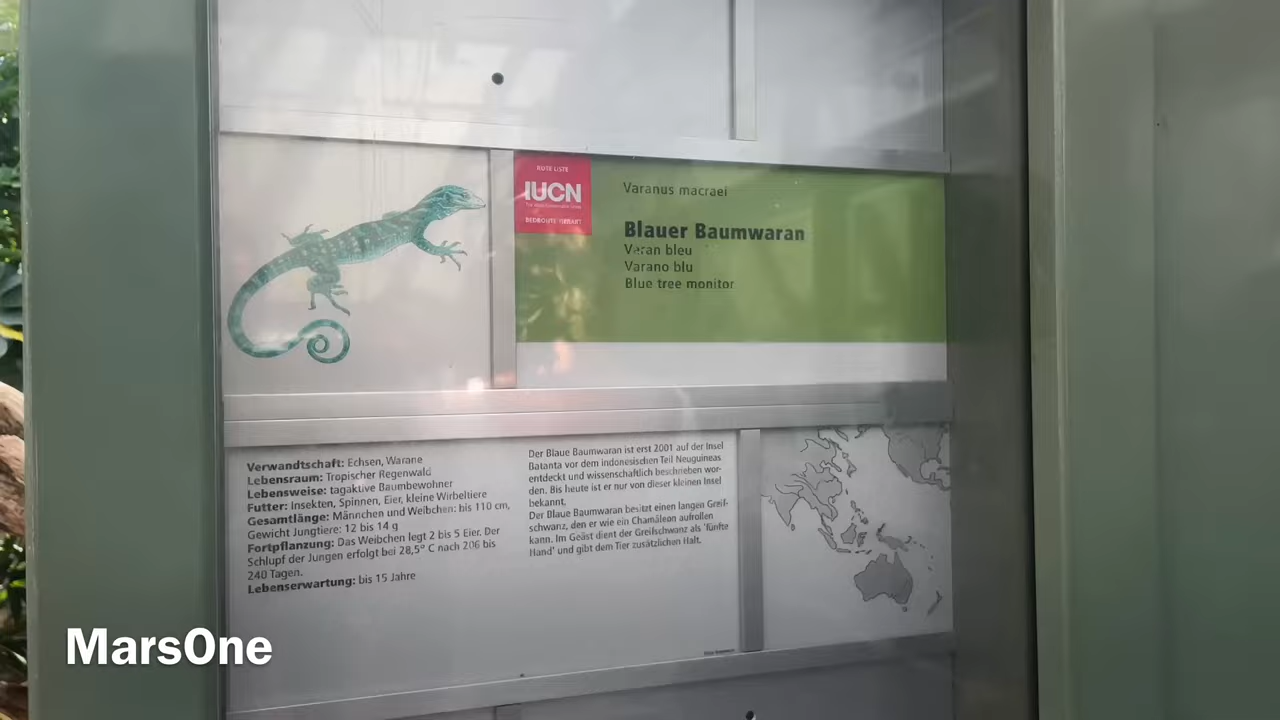 ROTE LISTE
IUCN
BEDROHTE TIERART
Varanus macraei
Blauer Baumwaran
Varan bleu
Varano blu
Blue tree monitor
Verwandtschaft: Echsen, Warane
Lebensraum: Tropischer Regenwald
Lebensweise: tagaktive Baumbewohner
Futter: Insekten, Spinnen, Eier, kleine Wirbeltiere
Gesamtlänge: Männchen und Weibchen: bis 110 cm,
Gewicht Jungtiere: 12 bis 14 g
Fortpflanzung: Das Weibchen legt 2 bis 5 Eier. Der
Schlupf der Jungen erfolgt bei 28,5° C nach 206 bis
240 Tagen.
Lebenserwartung: bis 15 Jahre
Der Blaue Baumwaran ist erst 2001 auf der Insel
Batanta vor dem indonesischen Teil Neuguineas
entdeckt und wissenschaftlich beschrieben wor-
den. Bis heute ist er nur von dieser kleinen Insel
bekannt.
Der Blaue Baumwaran besitzt einen langen Greif-
schwanz, den er wie ein Chamäleon aufrollen
kann. Im Geäst dient der Greifschwanz als 'fünfte
Hand' und gibt dem Tier zusätzlichen Halt.
MarsOne